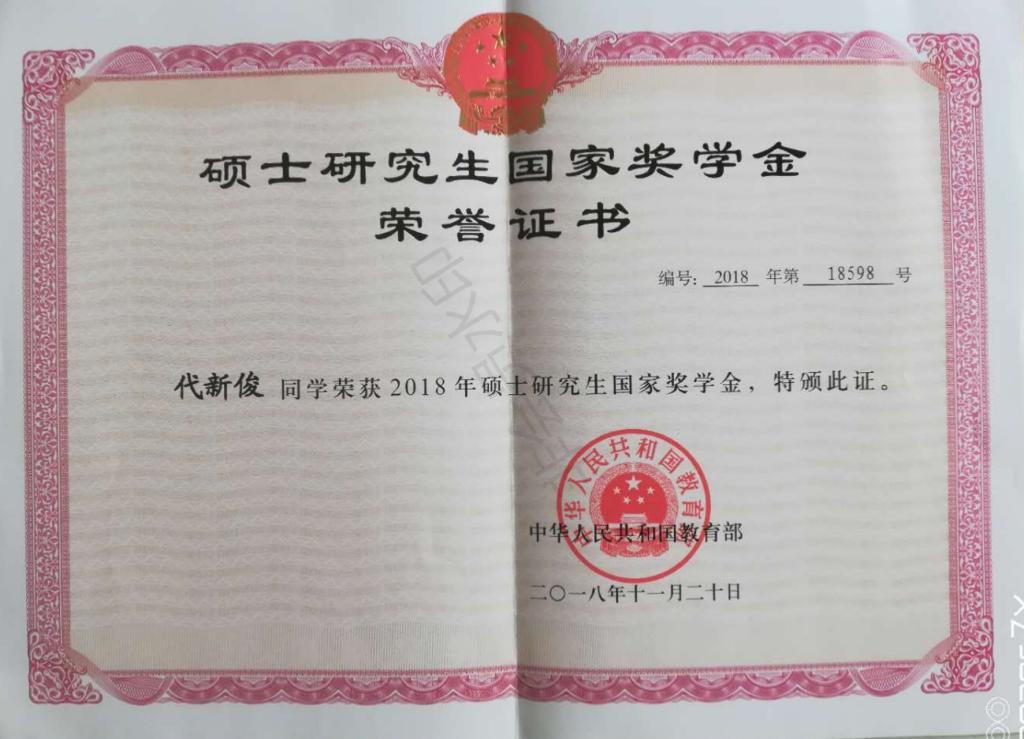 硕士研究生国家奖学金
荣誉证书
编号: 2018 年第 18598 号
代新俊 同学荣获2018年硕士研究生国家奖学金，特颁此证。
中华人民共和国教育部
中华人民共和国教育部
二〇一八年十一月二十日
水印